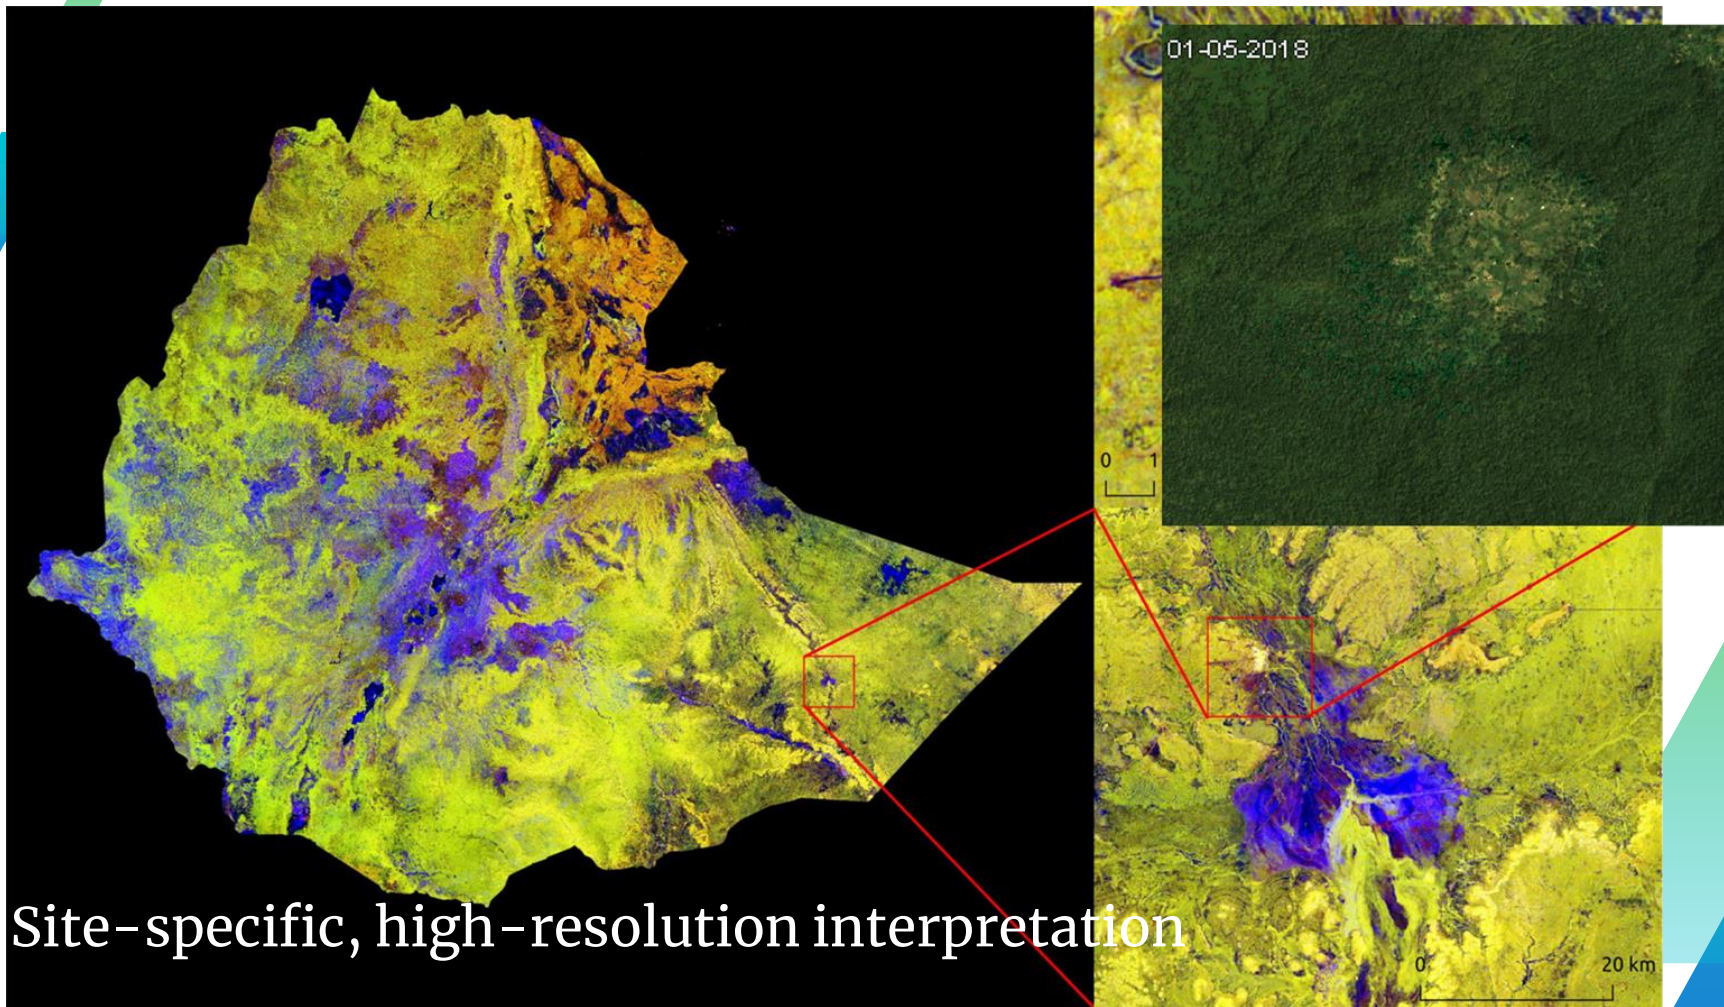 01-05-2018
0 1
Site-specific, high-resolution interpretation
0 20 km